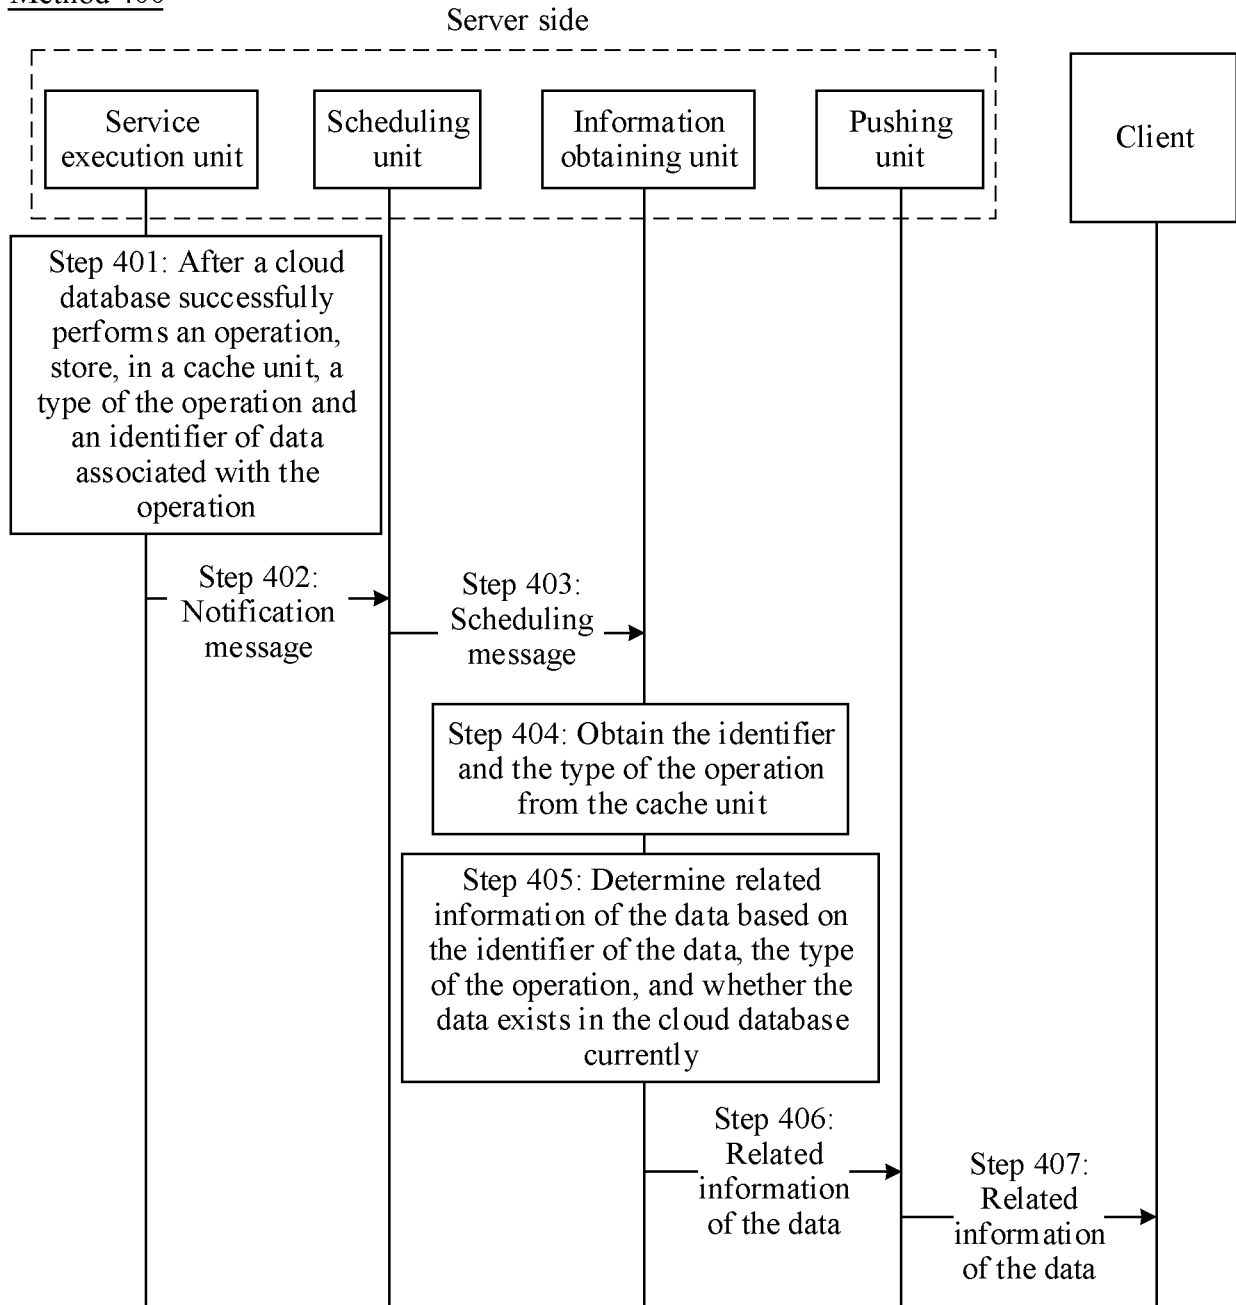 Method 400
Server side
Service
execution unit
Scheduling
unit
Information
obtaining unit
Pushing
unit
Client
Step 401: After a cloud
database successfully
performs an operation,
store, in a cache unit, a
type of the operation and
an identifier of data
associated with the
operation
Step 402:
Notification
message
Step 403:
Scheduling
message
Step 404: Obtain the identifier
and the type of the operation
from the cache unit
Step 405: Determine related
information of the data based on
the identifier of the data, the type
of the operation, and whether the
data exists in the cloud database
currently
Step 406:
Related
information
of the data
Step 407:
Related
information
of the data